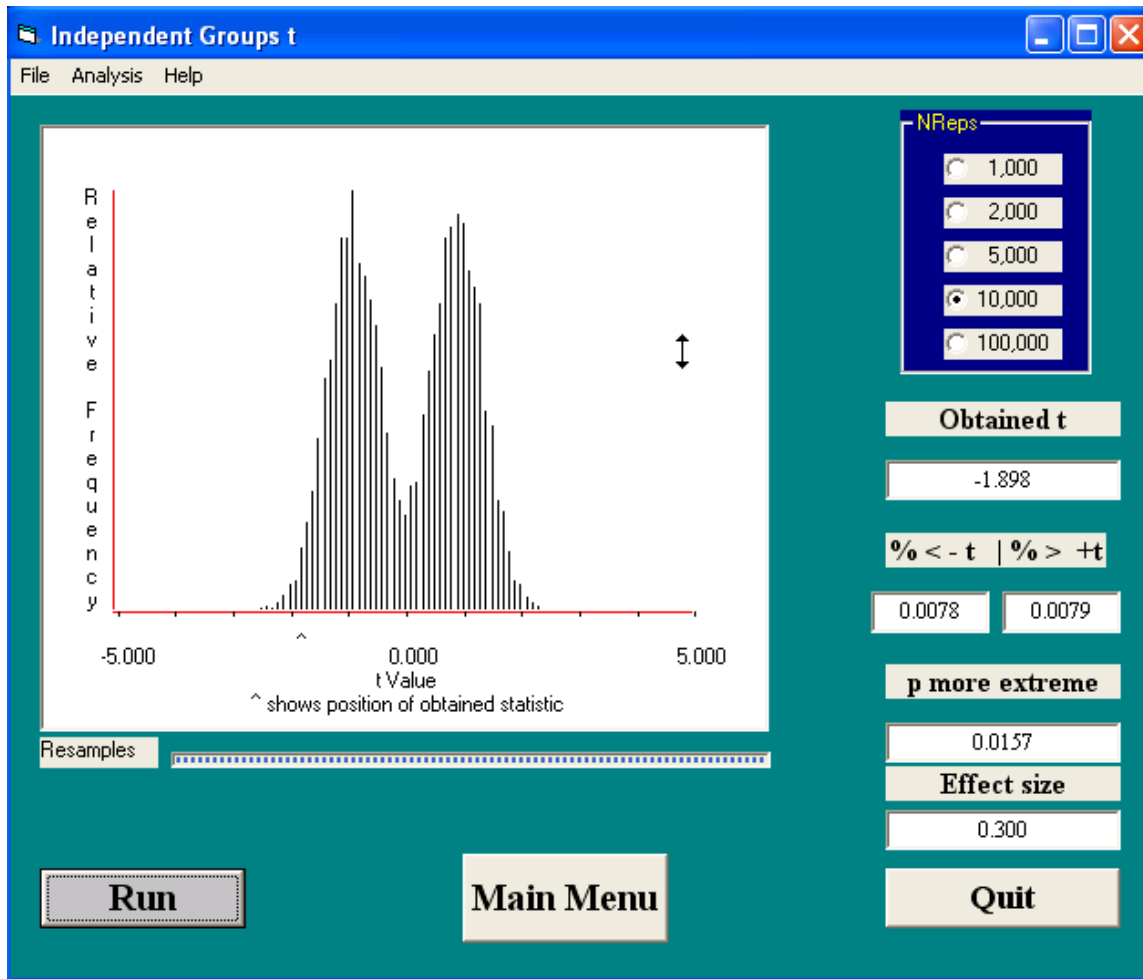 Independent Groups t
File Analysis Help
NReps
1,000
2,000
5,000
10,000
100,000
Relative Frequency
-5.000 0.000 5.000
t Value
^ shows position of obtained statistic
Resamples
Obtained t
-1.898
% < - t | % > +t
0.0078 0.0079
p more extreme
0.0157
Effect size
0.300
Run
Main Menu
Quit